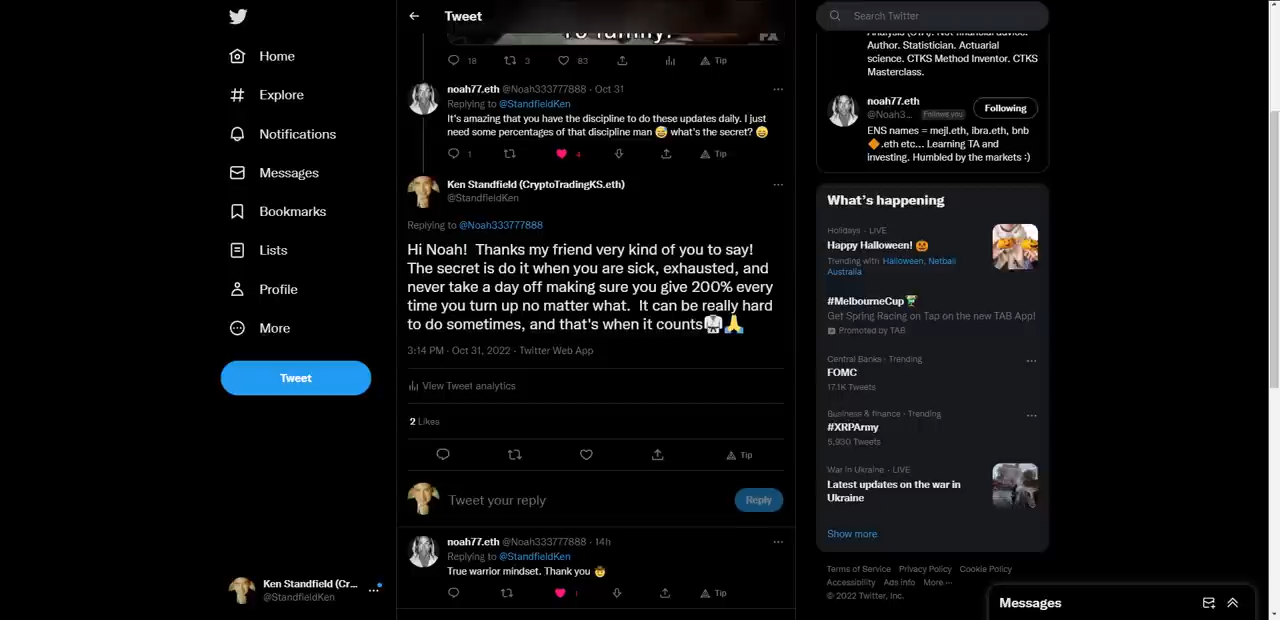 Home
Explore
Notifications
Messages
Bookmarks
Lists
Profile
More
Tweet
Ken Standfield (Cr...
@StandfieldKen
Tweet
To family!
FX
18 3 83 Tip
noah77.eth @Noah333777888 · Oct 31
Replying to @StandfieldKen
It's amazing that you have the discipline to do these updates daily. I just
need some percentages of that discipline man 😅 what's the secret? 😄
1 4 Tip
Ken Standfield (CryptoTradingKS.eth)
@StandfieldKen
Replying to @Noah333777888
Hi Noah! Thanks my friend very kind of you to say!
The secret is do it when you are sick, exhausted, and
never take a day off making sure you give 200% every
time you turn up no matter what. It can be really hard
to do sometimes, and that's when it counts🥋🙏
3:14 PM · Oct 31, 2022 · Twitter Web App
View Tweet analytics
2 Likes
Tip
Tweet your reply
Reply
noah77.eth @Noah333777888 · 14h
Replying to @StandfieldKen
True warrior mindset. Thank you 🤠
1 Tip
Search Twitter
Analysis (STA). Not financial advice.
Author. Statistician. Actuarial
science. CTKS Method Inventor. CTKS
Masterclass.
noah77.eth
@Noah3... Follows you
Following
ENS names = mejl.eth, ibra.eth, bnb
🔶.eth etc... Learning TA and
investing. Humbled by the markets :)
What's happening
Holidays · LIVE
Happy Halloween! 🎃
Trending with Halloween, Netball
Australia
#MelbourneCup
Get Spring Racing on Tap on the new TAB App!
Promoted by TAB
Central Banks · Trending
FOMC
17.1K Tweets
Business & finance · Trending
#XRPArmy
5,930 Tweets
War in Ukraine · LIVE
Latest updates on the war in
Ukraine
Show more
Terms of Service Privacy Policy Cookie Policy
Accessibility Ads info More ···
© 2022 Twitter, Inc.
Messages